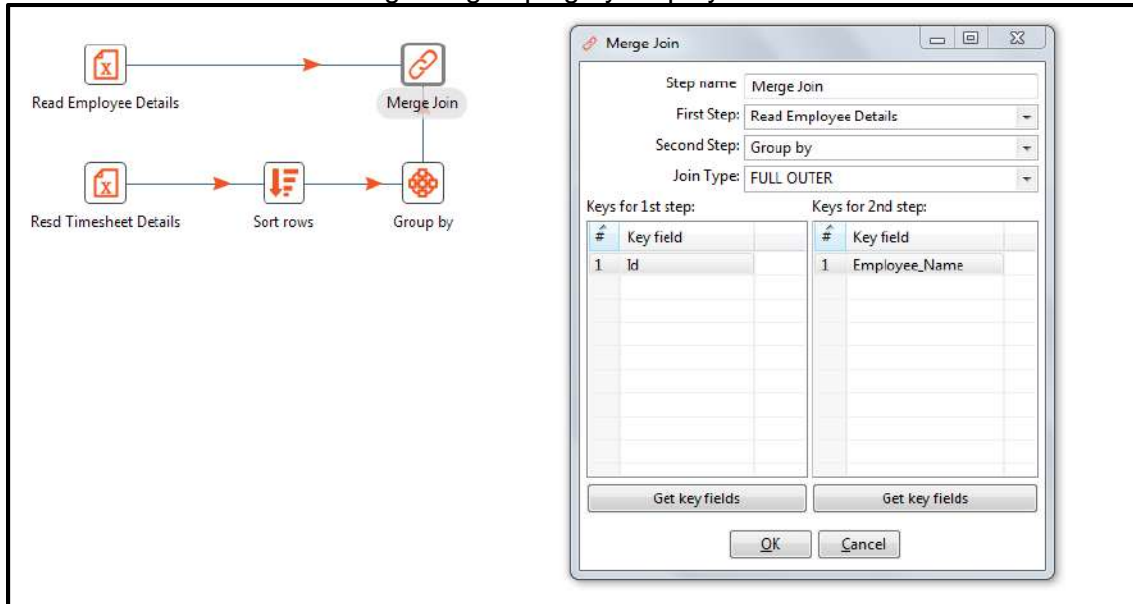 Merge Join
Step name Merge Join
First Step: Read Employee Details
Second Step: Group by
Join Type: FULL OUTER
Keys for 1st step: Keys for 2nd step:
# Key field # Key field
1 Id 1 Employee_Name
Get key fields Get key fields
OK Cancel
Read Employee Details Merge Join
Resd Timesheet Details Sort rows Group by